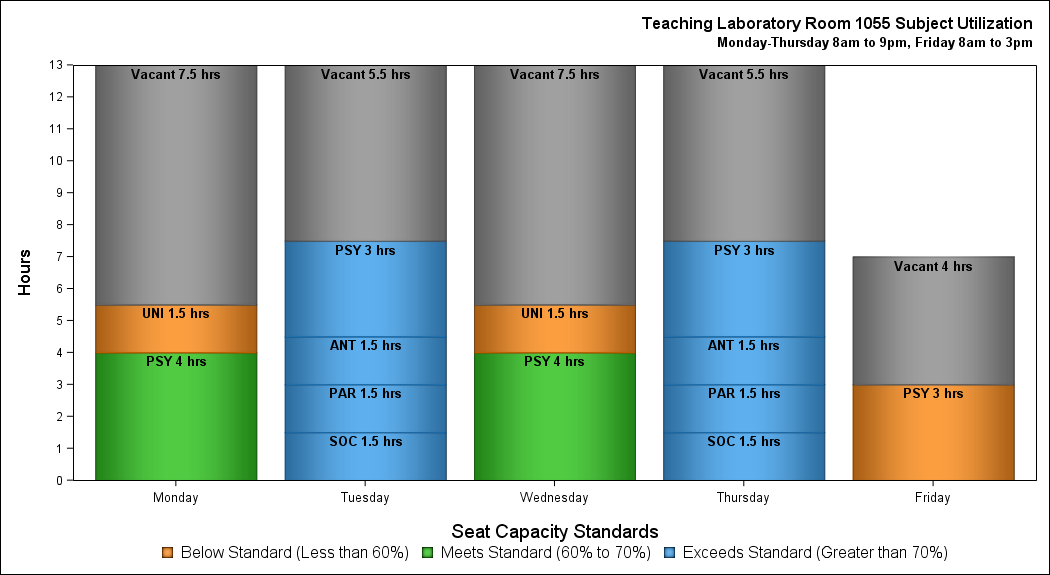 Teaching Laboratory Room 1055 Subject Utilization
Monday-Thursday 8am to 9pm, Friday 8am to 3pm
Hours
13
12
11
10
9
8
7
6
5
4
3
2
1
0
Vacant 7.5 hrs
UNI 1.5 hrs
PSY 4 hrs
Vacant 5.5 hrs
PSY 3 hrs
ANT 1.5 hrs
PAR 1.5 hrs
SOC 1.5 hrs
Vacant 7.5 hrs
UNI 1.5 hrs
PSY 4 hrs
Vacant 5.5 hrs
PSY 3 hrs
ANT 1.5 hrs
PAR 1.5 hrs
SOC 1.5 hrs
Vacant 4 hrs
PSY 3 hrs
Monday Tuesday Wednesday Thursday Friday
Seat Capacity Standards
Below Standard (Less than 60%) Meets Standard (60% to 70%) Exceeds Standard (Greater than 70%)